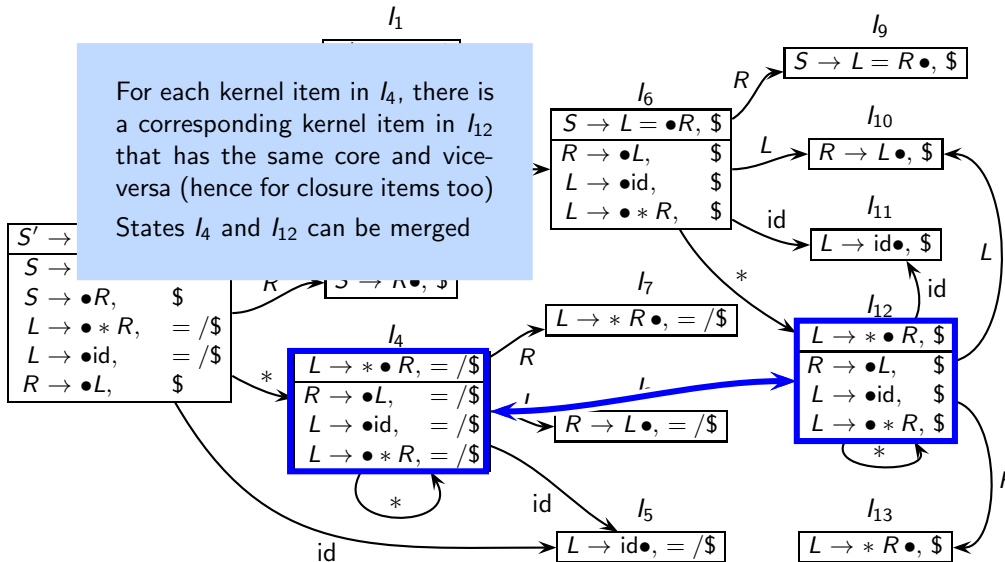 I1
For each kernel item in I4, there is
a corresponding kernel item in I12
that has the same core and vice-
versa (hence for closure items too)
States I4 and I12 can be merged
S′ →
S →
S → •R, $
L → • * R, = /$
L → •id, = /$
R → •L, $
R
S → R•, $
*
id
I4
L → * • R, = /$
R → •L, = /$
L → •id, = /$
L → • * R, = /$
*
R
id
I7
L → * R •, = /$
R → L •, = /$
I5
L → id•, = /$
I6
S → L = •R, $
R → •L, $
L → •id, $
L → • * R, $
R
L
id
*
I9
S → L = R •, $
I10
R → L •, $
I11
L → id•, $
id
L
I12
L → * • R, $
R → •L, $
L → •id, $
L → • * R, $
*
I13
L → * R •, $